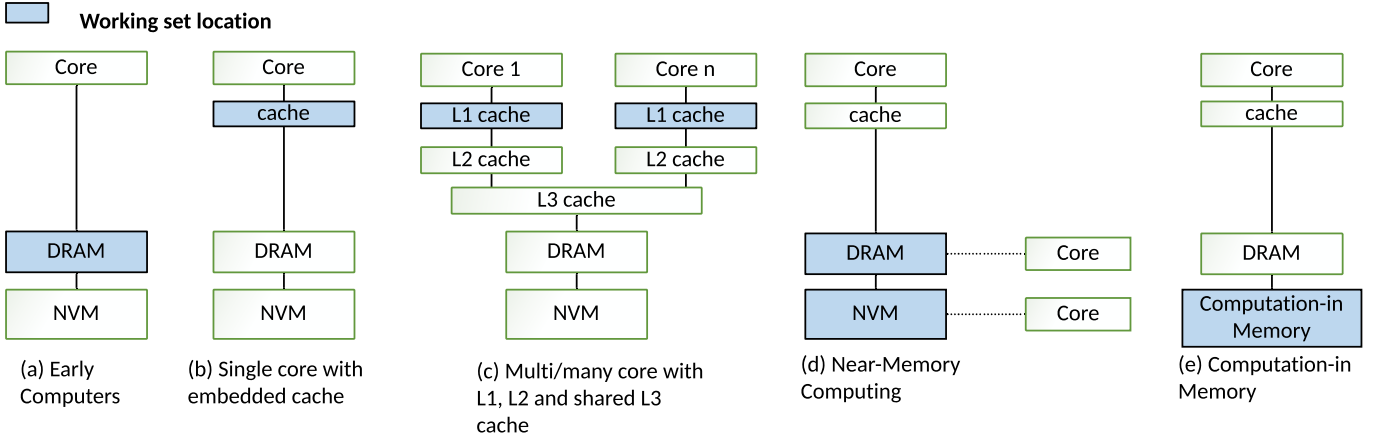 Working set location
Core
DRAM
NVM
(a) Early
Computers
Core
cache
DRAM
NVM
(b) Single core with
embedded cache
Core 1
Core n
L1 cache
L1 cache
L2 cache
L2 cache
L3 cache
DRAM
NVM
(c) Multi/many core with
L1, L2 and shared L3
cache
Core
cache
DRAM
Core
NVM
Core
(d) Near-Memory
Computing
Core
cache
DRAM
Computation-in
Memory
(e) Computation-in
Memory